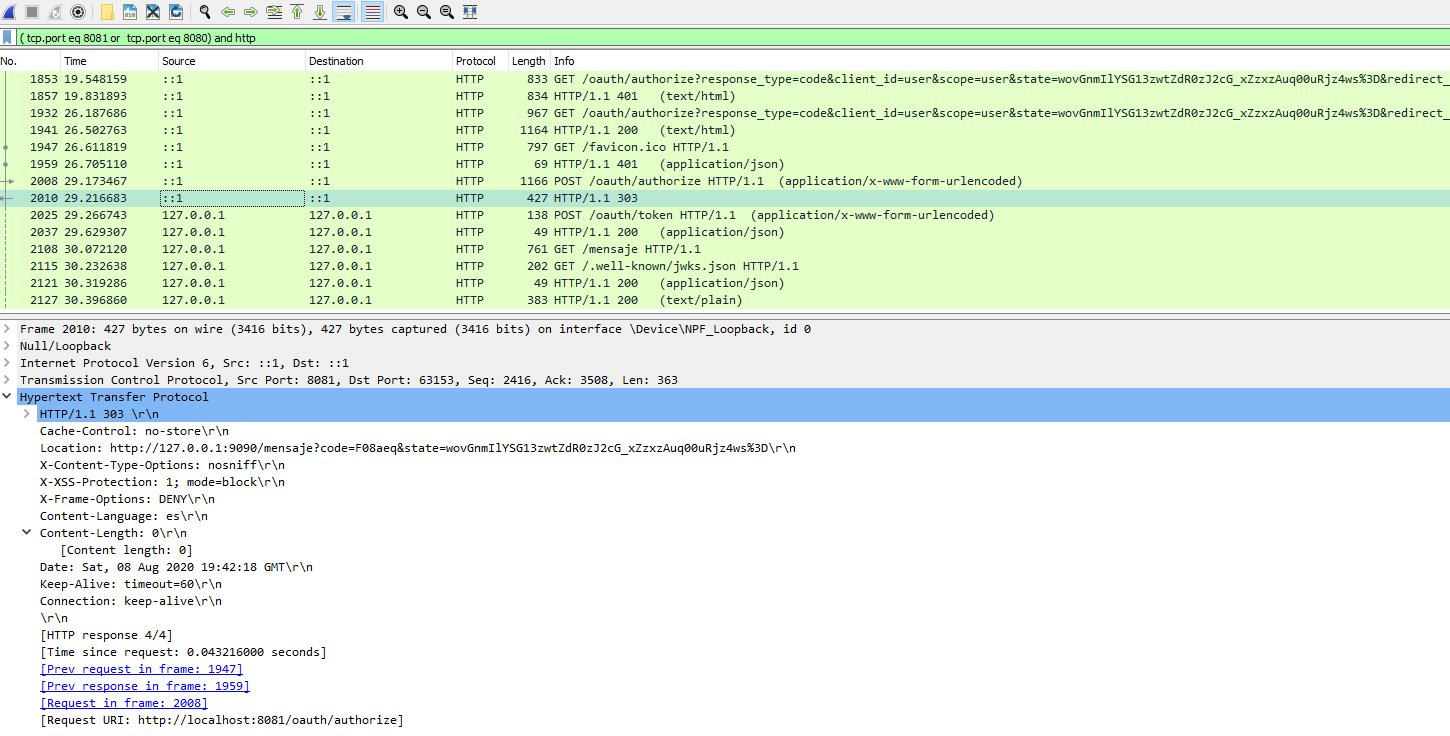 ( tcp.port eq 8081 or  tcp.port eq 8080) and http
No. Time Source Destination Protocol Length Info
1853 19.548159 ::1 ::1 HTTP 833 GET /oauth/authorize?response_type=code&client_id=user&scope=user&state=wovGnmIlYSG13zwtZdR0zJ2cG_xZzxzAuq00uRjz4ws%3D&redirect_
1857 19.831893 ::1 ::1 HTTP 834 HTTP/1.1 401  (text/html)
1932 26.187686 ::1 ::1 HTTP 967 GET /oauth/authorize?response_type=code&client_id=user&scope=user&state=wovGnmIlYSG13zwtZdR0zJ2cG_xZzxzAuq00uRjz4ws%3D&redirect_
1941 26.502763 ::1 ::1 HTTP 1164 HTTP/1.1 200  (text/html)
1947 26.611819 ::1 ::1 HTTP 797 GET /favicon.ico HTTP/1.1
1959 26.705110 ::1 ::1 HTTP 69 HTTP/1.1 401  (application/json)
2008 29.173467 ::1 ::1 HTTP 1166 POST /oauth/authorize HTTP/1.1  (application/x-www-form-urlencoded)
2010 29.216683 ::1 ::1 HTTP 427 HTTP/1.1 303
2025 29.266743 127.0.0.1 127.0.0.1 HTTP 138 POST /oauth/token HTTP/1.1  (application/x-www-form-urlencoded)
2037 29.629307 127.0.0.1 127.0.0.1 HTTP 49 HTTP/1.1 200  (application/json)
2108 30.072120 127.0.0.1 127.0.0.1 HTTP 761 GET /mensaje HTTP/1.1
2115 30.232638 127.0.0.1 127.0.0.1 HTTP 202 GET /.well-known/jwks.json HTTP/1.1
2121 30.319286 127.0.0.1 127.0.0.1 HTTP 49 HTTP/1.1 200  (application/json)
2127 30.396860 127.0.0.1 127.0.0.1 HTTP 383 HTTP/1.1 200  (text/plain)
Frame 2010: 427 bytes on wire (3416 bits), 427 bytes captured (3416 bits) on interface \Device\NPF_Loopback, id 0
Null/Loopback
Internet Protocol Version 6, Src: ::1, Dst: ::1
Transmission Control Protocol, Src Port: 8081, Dst Port: 63153, Seq: 2416, Ack: 3508, Len: 363
Hypertext Transfer Protocol
HTTP/1.1 303 \r\n
Cache-Control: no-store\r\n
Location: http://127.0.0.1:9090/mensaje?code=F08aeq&state=wovGnmIlYSG13zwtZdR0zJ2cG_xZzxzAuq00uRjz4ws%3D\r\n
X-Content-Type-Options: nosniff\r\n
X-XSS-Protection: 1; mode=block\r\n
X-Frame-Options: DENY\r\n
Content-Language: es\r\n
Content-Length: 0\r\n
[Content length: 0]
Date: Sat, 08 Aug 2020 19:42:18 GMT\r\n
Keep-Alive: timeout=60\r\n
Connection: keep-alive\r\n
\r\n
[HTTP response 4/4]
[Time since request: 0.043216000 seconds]
[Prev request in frame: 1947]
[Prev response in frame: 1959]
[Request in frame: 2008]
[Request URI: http://localhost:8081/oauth/authorize]